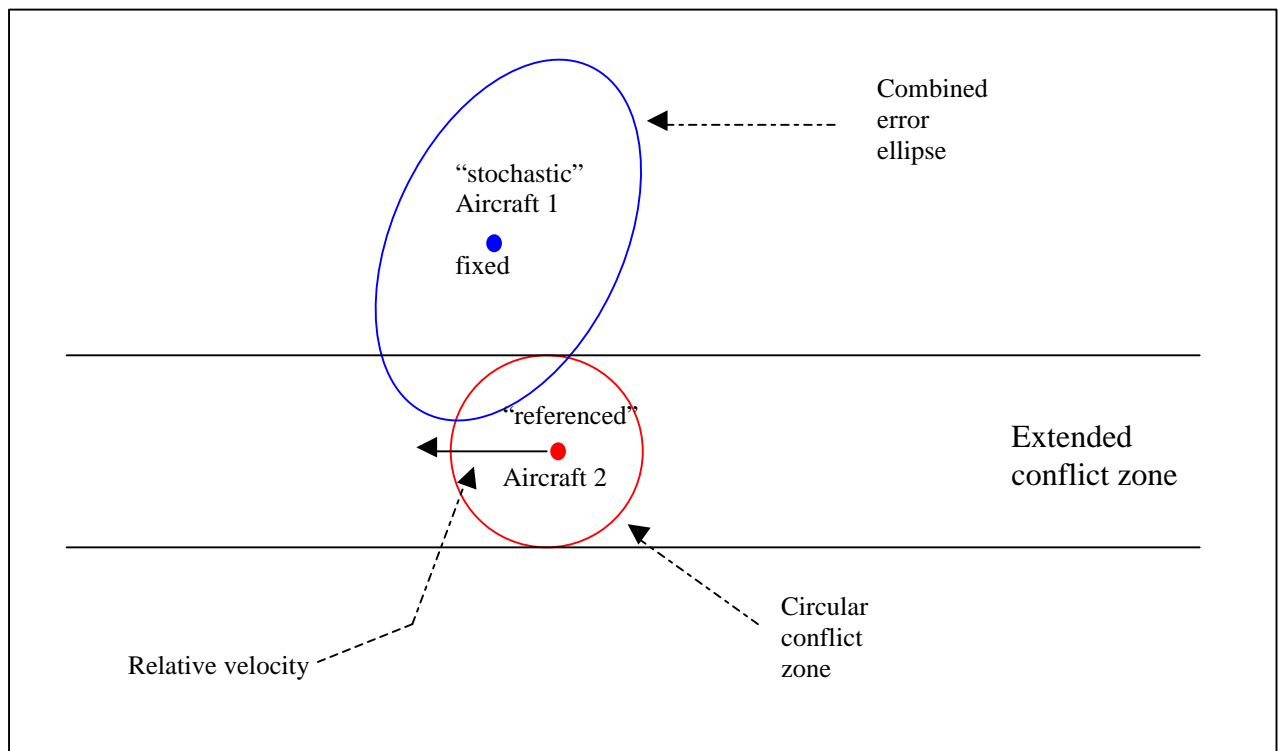 Combined
error
ellipse
“stochastic”
Aircraft 1
fixed
“referenced”
Aircraft 2
Extended
conflict zone
Circular
conflict
zone
Relative velocity